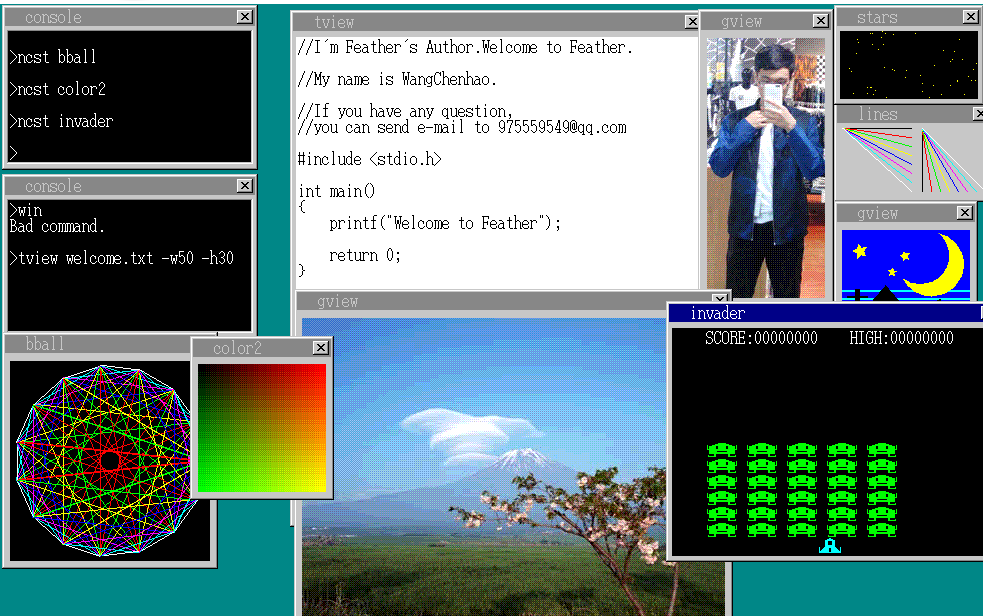 console
>ncst bball
>ncst color2
>ncst invader
>
console
>win
Bad command.
>tview welcome.txt -w50 -h30
bball
color2
tview
//I´m Feather´s Author.Welcome to Feather.
//My name is WangChenhao.
//If you have any question,
//you can send e-mail to 975559549@qq.com
#include <stdio.h>
int main()
{
    printf("Welcome to Feather");
    return 0;
}
gview
gview
stars
lines
gview
invader
SCORE:00000000    HIGH:00000000